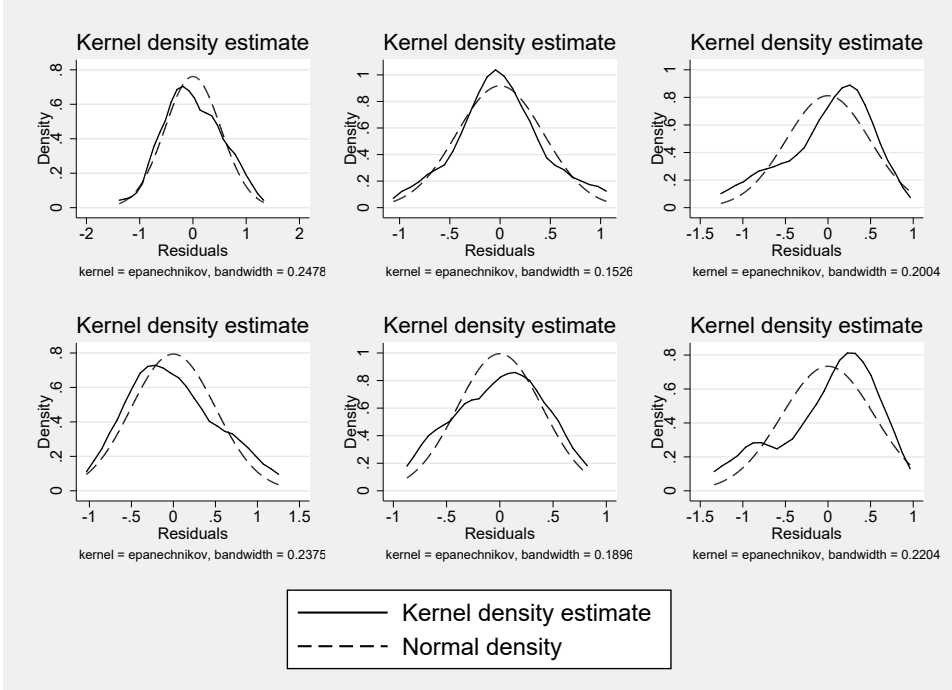 Kernel density estimate Kernel density estimate Kernel density estimate
Density
0 .2 .4 .6 .8
-2 -1 0 1 2
Residuals
kernel = epanechnikov, bandwidth = 0.2478
Density
0 .2 .4 .6 .8 1
-1 -.5 0 .5 1
Residuals
kernel = epanechnikov, bandwidth = 0.1526
Density
0 .2 .4 .6 .8 1
-1.5 -1 -.5 0 .5 1
Residuals
kernel = epanechnikov, bandwidth = 0.2004
Kernel density estimate Kernel density estimate Kernel density estimate
Density
0 .2 .4 .6 .8
-1 -.5 0 .5 1 1.5
Residuals
kernel = epanechnikov, bandwidth = 0.2375
Density
0 .2 .4 .6 .8 1
-1 -.5 0 .5 1
Residuals
kernel = epanechnikov, bandwidth = 0.1896
Density
0 .2 .4 .6 .8
-1.5 -1 -.5 0 .5 1
Residuals
kernel = epanechnikov, bandwidth = 0.2204
Kernel density estimate
Normal density